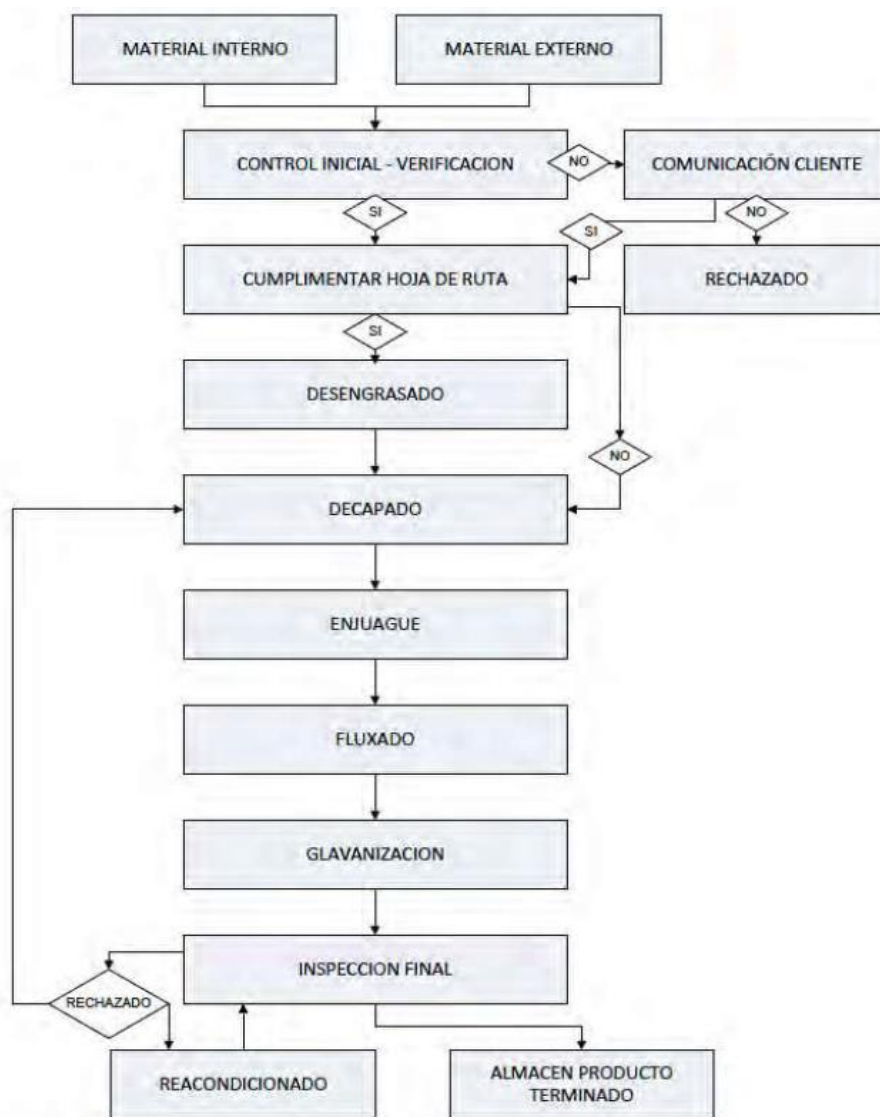 MATERIAL INTERNO
MATERIAL EXTERNO
CONTROL INICIAL - VERIFICACION
NO
COMUNICACIÓN CLIENTE
SI
SI
NO
CUMPLIMENTAR HOJA DE RUTA
RECHAZADO
SI
DESENGRASADO
NO
DECAPADO
ENJUAGUE
FLUXADO
GLAVANIZACION
INSPECCION FINAL
RECHAZADO
REACONDICIONADO
ALMACEN PRODUCTO
TERMINADO